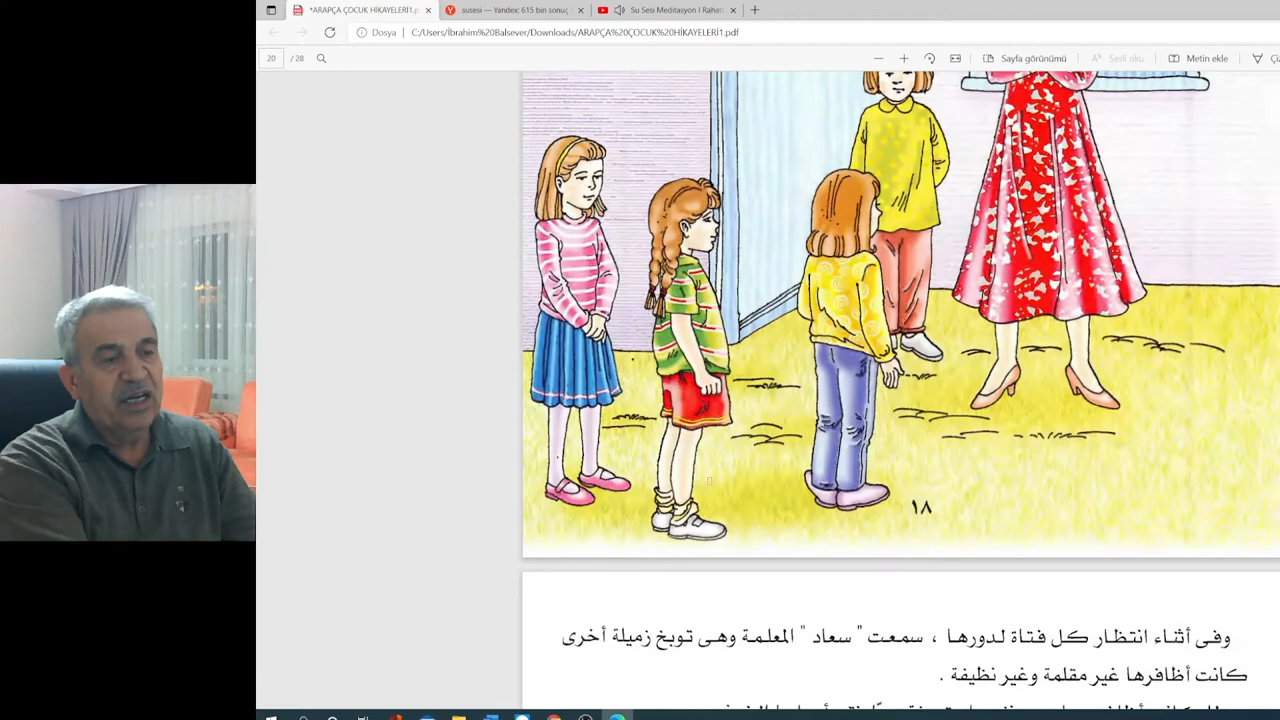 *ARAPÇA ÇOCUK HİKAYELERİ1.p
susesi — Yandex: 615 bin sonuç
Su Sesi Meditasyon l Rahatl
Dosya
C:/Users/İbrahim%20Balsever/Downloads/ARAPÇA%20ÇOCUK%20HİKAYELERİ1.pdf
20 / 28
Sayfa görünümü
Sesli oku
Metin ekle
١٨
وفى أثناء انتظار كل فتاة لدورها ، سمعت " سعاد " المعلمة وهى توبخ زميلة أخرى
كانت أظافرها غير مقلمة وغير نظيفة .